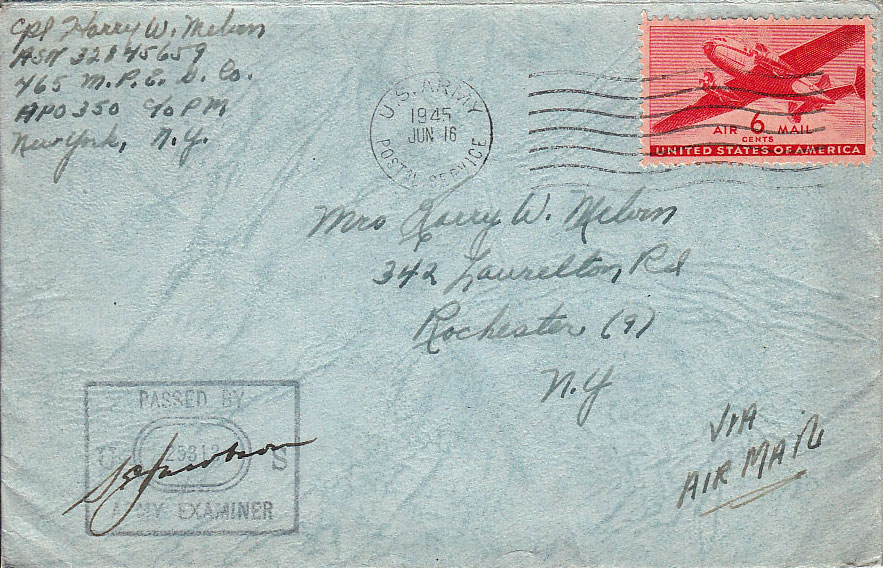 Cpl Harry W. Melvin
ASN 32845659
465 M.P.E.G. Co.
APO 350 c/o PM
New York, N.Y.
U.S. ARMY
1945
JUN 16
POSTAL SERVICE
AIR 6 MAIL
CENTS
UNITED STATES OF AMERICA
Mrs Harry W. Melvin
342 Laurelton Rd
Rochester (9)
N.Y
VIA
AIR MAIL
PASSED BY
U S
ARMY EXAMINER